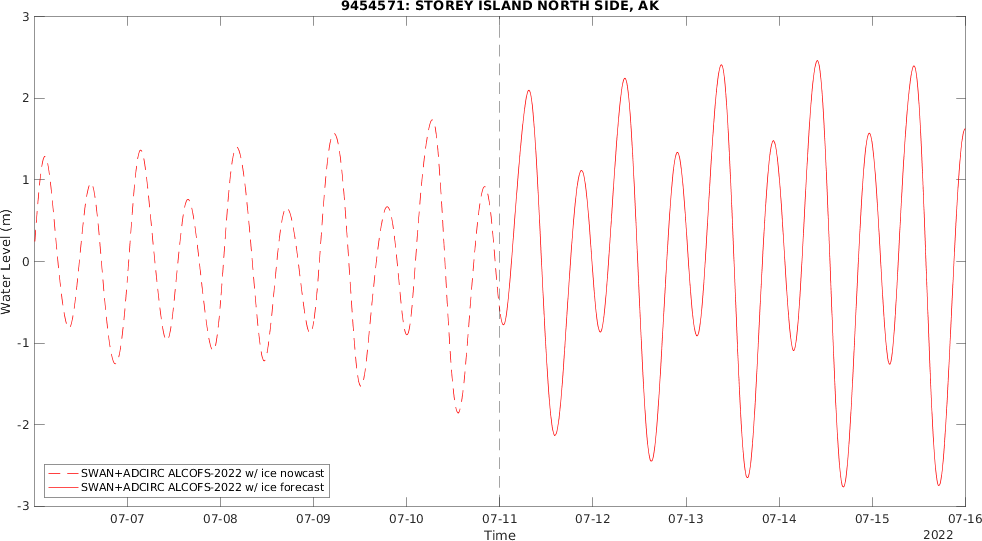 9454571: STOREY ISLAND NORTH SIDE, AK
3
2
1
0
-1
-2
-3
Water Level (m)
SWAN+ADCIRC ALCOFS-2022 w/ ice nowcast
SWAN+ADCIRC ALCOFS-2022 w/ ice forecast
07-07 07-08 07-09 07-10 07-11 07-12 07-13 07-14 07-15 07-16
Time
2022